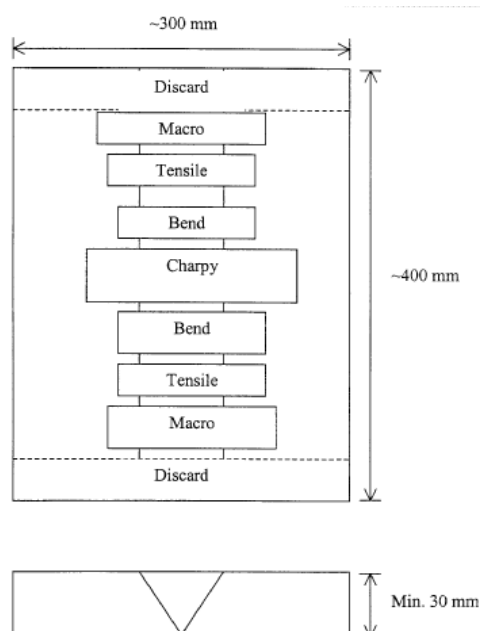 ~300 mm
Discard
Macro
Tensile
Bend
Charpy
~400 mm
Bend
Tensile
Macro
Discard
Min. 30 mm